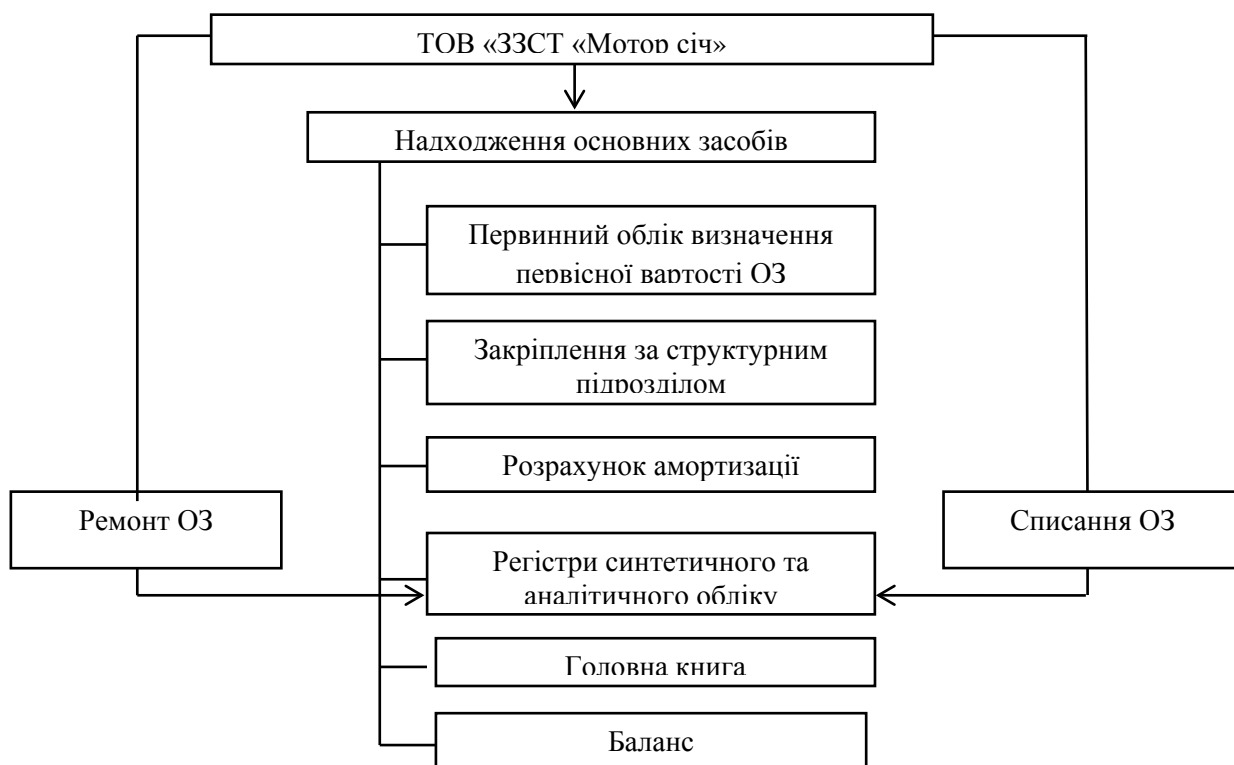 ТОВ «ЗЗСТ «Мотор січ»
Надходження основних засобів
Первинний облік визначення
первісної вартості ОЗ
Закріплення за структурним
підрозділом
Розрахунок амортизації
Ремонт ОЗ
Списання ОЗ
Регістри синтетичного та
аналітичного обліку
Головна книга
Баланс